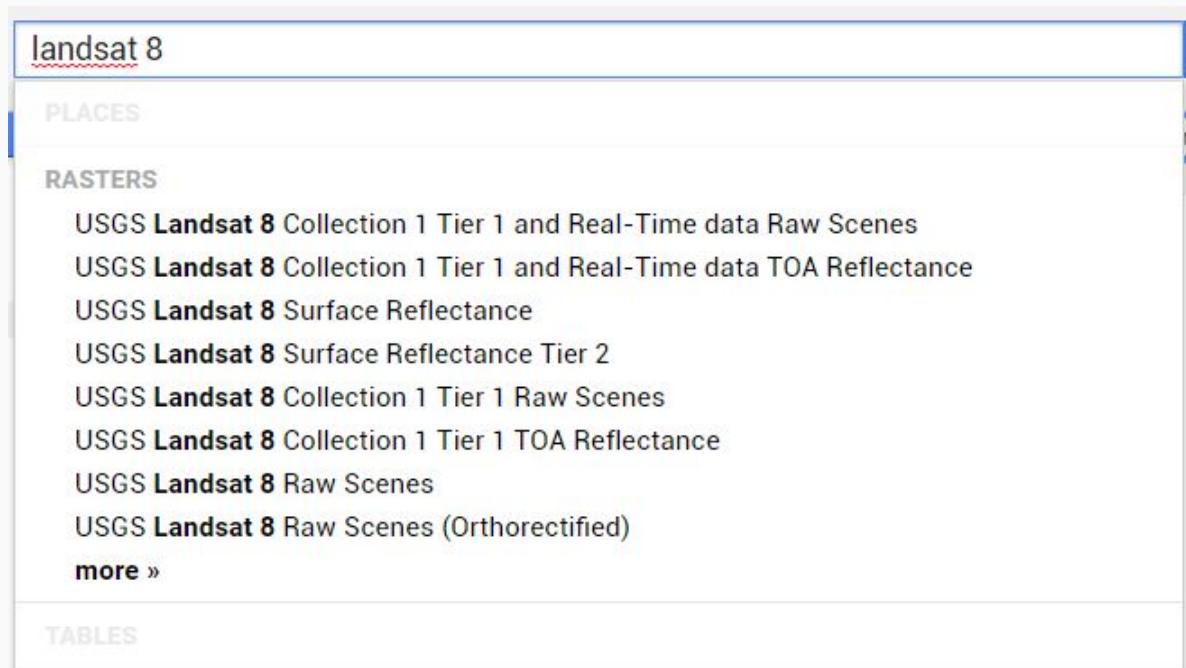 landsat 8
PLACES
RASTERS
USGS Landsat 8 Collection 1 Tier 1 and Real-Time data Raw Scenes
USGS Landsat 8 Collection 1 Tier 1 and Real-Time data TOA Reflectance
USGS Landsat 8 Surface Reflectance
USGS Landsat 8 Surface Reflectance Tier 2
USGS Landsat 8 Collection 1 Tier 1 Raw Scenes
USGS Landsat 8 Collection 1 Tier 1 TOA Reflectance
USGS Landsat 8 Raw Scenes
USGS Landsat 8 Raw Scenes (Orthorectified)
more »
TABLES